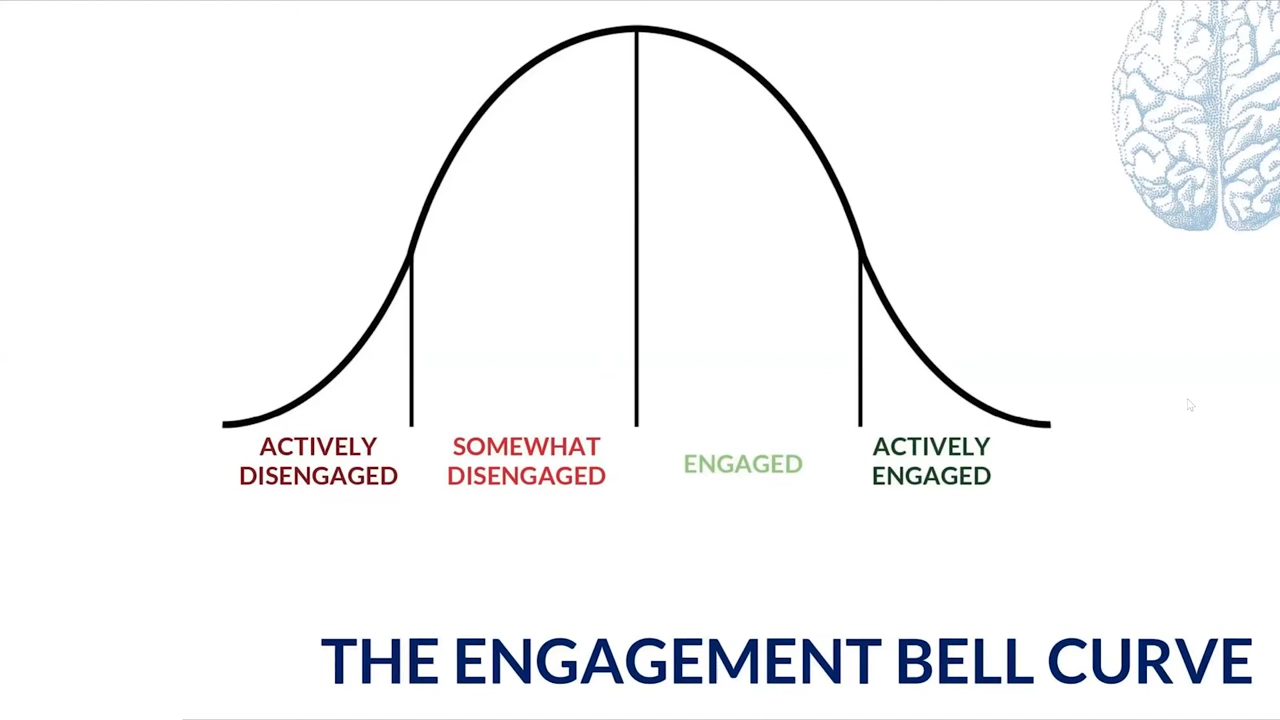 ACTIVELY
DISENGAGED
SOMEWHAT
DISENGAGED
ENGAGED
ACTIVELY
ENGAGED
THE ENGAGEMENT BELL CURVE